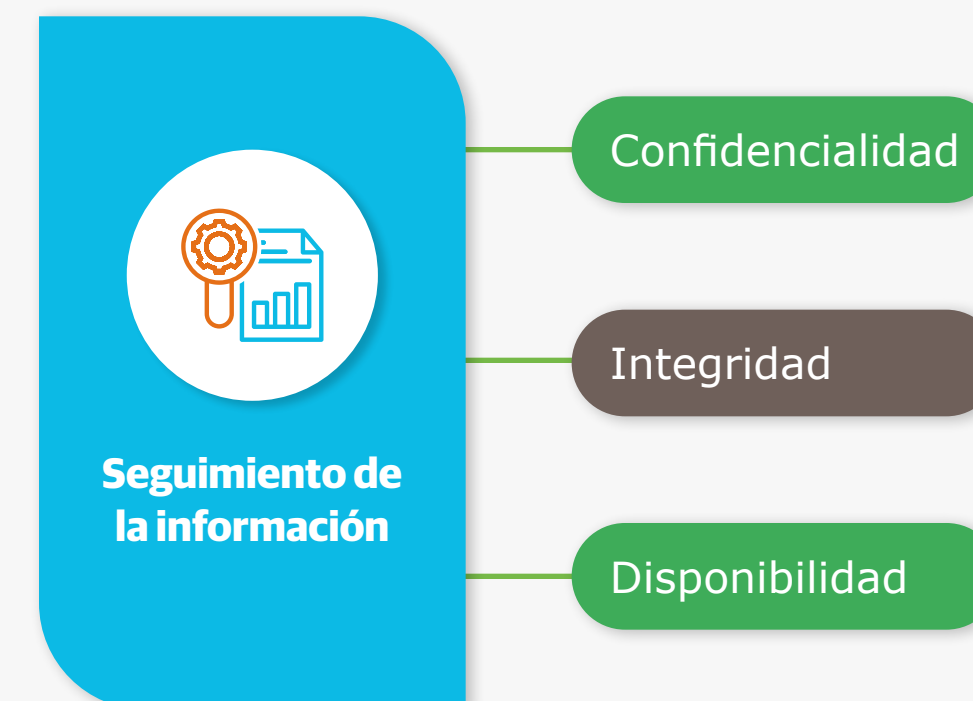 Seguimiento de
la información
Confidencialidad
Integridad
Disponibilidad